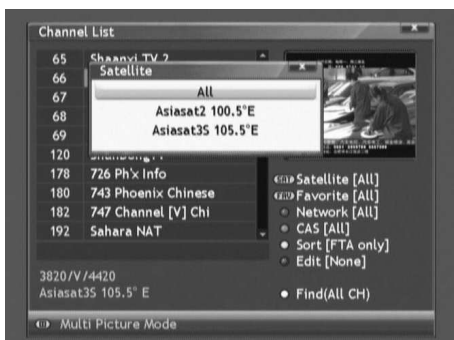 Channel List
65 Shaanxi TV 2
Satellite
66
All
67
Asiasat2 100.5°E
68
Asiasat3S 105.5°E
69
120
178 726 Ph'x Info
180 743 Phoenix Chinese
182 747 Channel [V] Chi
192 Sahara NAT
SAT Satellite [All]
FAV Favorite [All]
Network [All]
CAS [All]
Sort [FTA only]
Edit [None]
3820/V/4420
Asiasat3S 105.5° E
Find(All CH)
Multi Picture Mode